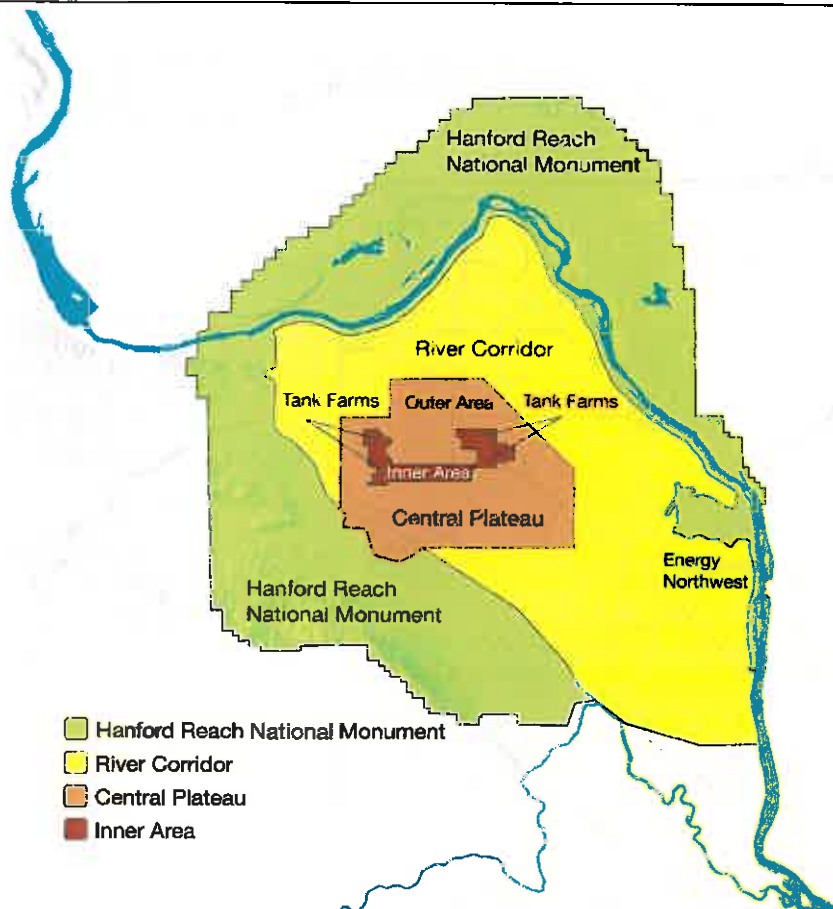 Hanford Reach
National Monument
River Corridor
Tank Farms
Outer Area
Tank Farms
Inner Area
Central Plateau
Energy
Northwest
Hanford Reach
National Monument
Hanford Reach National Monument
River Corridor
Central Plateau
Inner Area